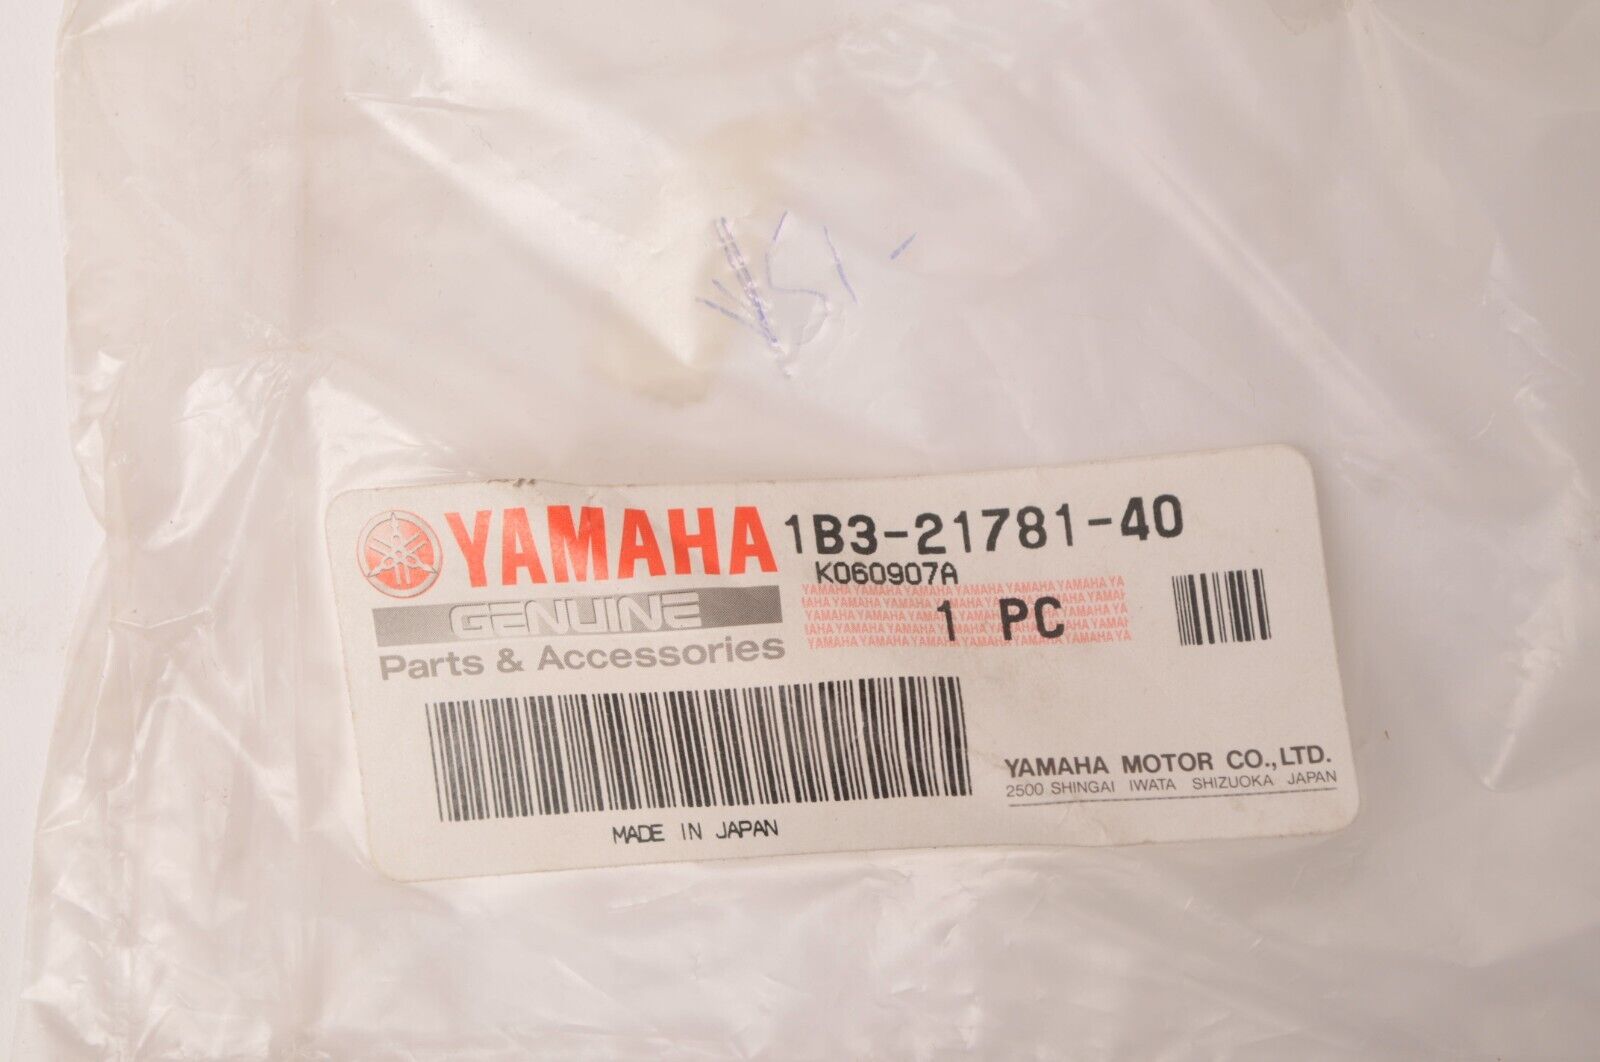 YAMAHA 1B3-21781-40
K060907A
GENUINE
1 PC
Parts & Accessories
YAMAHA MOTOR CO., LTD.
2500 SHINGAI IWATA SHIZUOKA JAPAN
MADE IN JAPAN